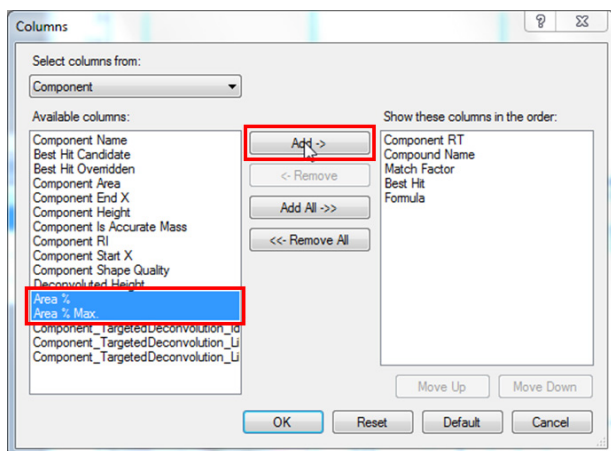 Columns
Select columns from:
Component
Available columns:
Component Name
Best Hit Candidate
Best Hit Overridden
Component Area
Component End X
Component Height
Component Is Accurate Mass
Component RI
Component Start X
Component Shape Quality
Deconvoluted Height
Area %
Area % Max.
Component_TargetedDeconvolution_Id
Component_TargetedDeconvolution_Li
Component_TargetedDeconvolution_Li
Add ->
<- Remove
Add All ->>
<<- Remove All
Show these columns in the order:
Component RT
Compound Name
Match Factor
Best Hit
Formula
Move Up
Move Down
OK
Reset
Default
Cancel